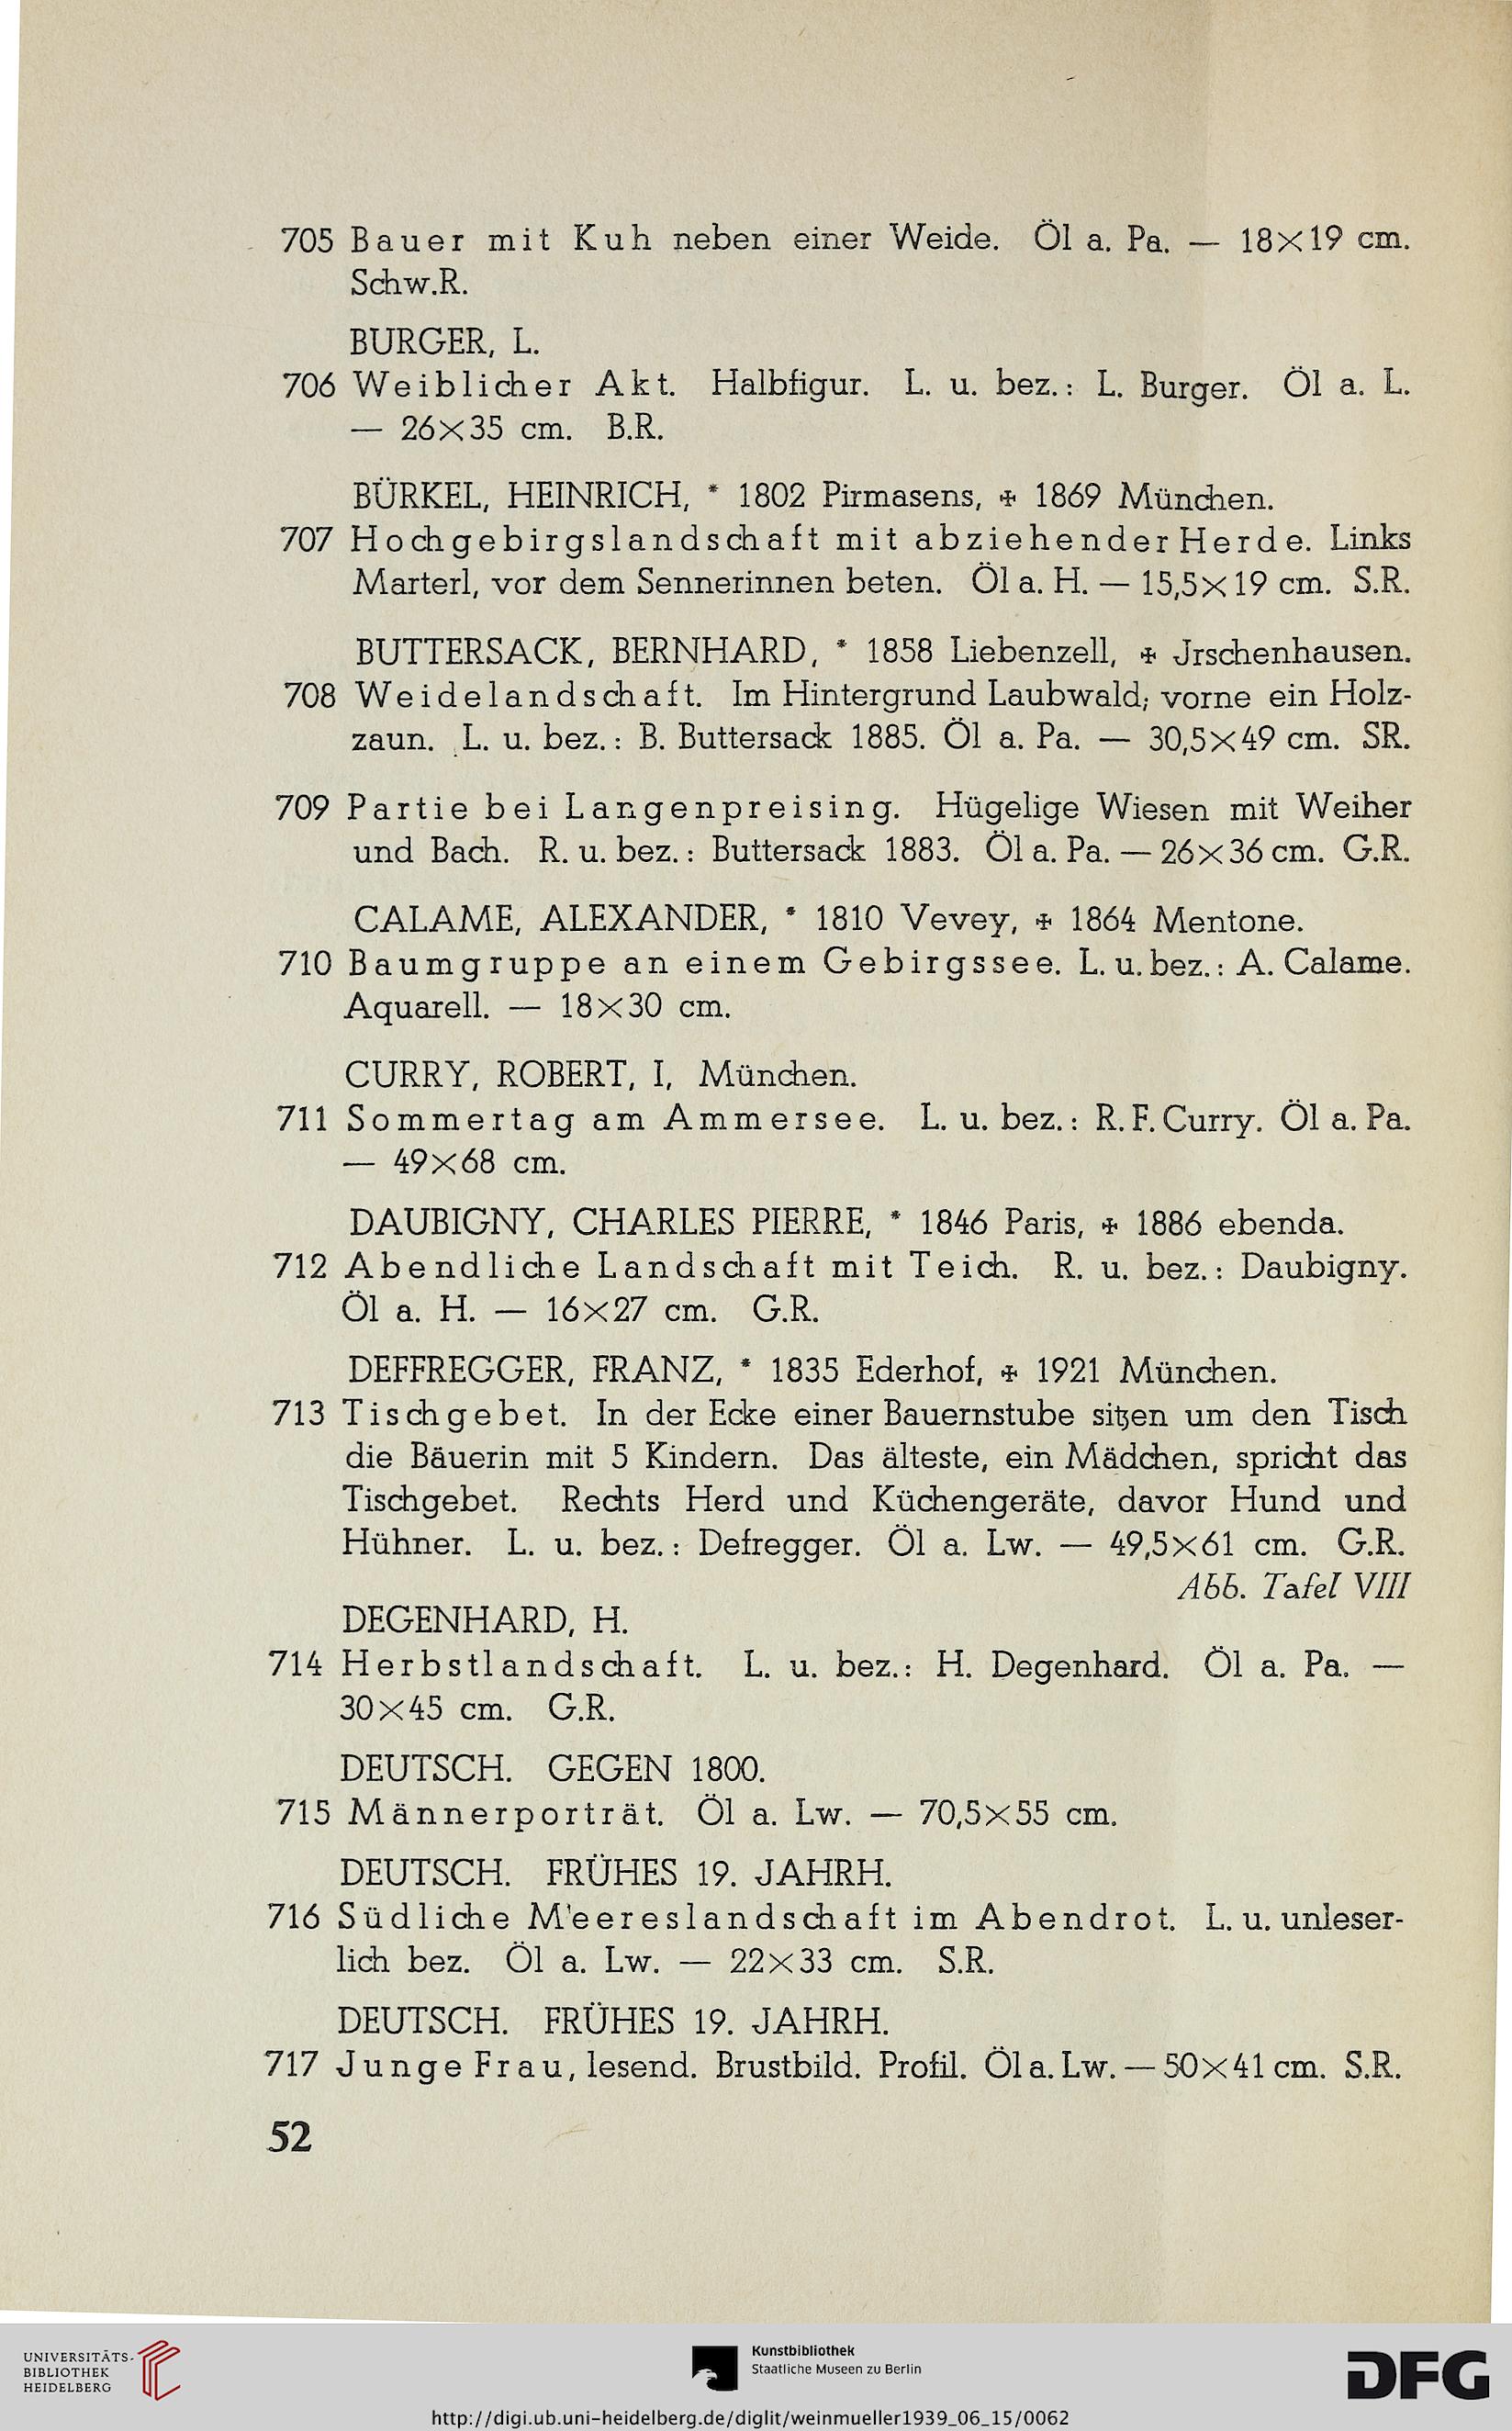 705 Bauer mit Kuh neben einer Weide. Öl a. Pa. — 18×19 cm.
Schw.R.
BURGER, L.
706 Weiblicher Akt. Halbfigur. L. u. bez.: L. Burger. Öl a. L.
— 26×35 cm. B.R.
BÜRKEL, HEINRICH, * 1802 Pirmasens, ✠ 1869 München.
707 Hochgebirgslandschaft mit abziehender Herde. Links
Marterl, vor dem Sennerinnen beten. Öl a. H. — 15,5×19 cm. S.R.
BUTTERSACK, BERNHARD, * 1858 Liebenzell, ✠ Jrschenhausen.
708 Weidelandschaft. Im Hintergrund Laubwald; vorne ein Holz-
zaun. L. u. bez.: B. Buttersack 1885. Öl a. Pa. — 30,5×49 cm. SR.
709 Partie bei Langenpreising. Hügelige Wiesen mit Weiher
und Bach. R. u. bez.: Buttersack 1883. Öl a. Pa. — 26×36 cm. G.R.
CALAME, ALEXANDER, * 1810 Vevey, ✠ 1864 Mentone.
710 Baumgruppe an einem Gebirgssee. L. u. bez.: A. Calame.
Aquarell. — 18×30 cm.
CURRY, ROBERT, I, München.
711 Sommertag am Ammersee. L. u. bez.: R. F. Curry. Öl a. Pa.
— 49×68 cm.
DAUBIGNY, CHARLES PIERRE, * 1846 Paris, ✠ 1886 ebenda.
712 Abendliche Landschaft mit Teich. R. u. bez.: Daubigny.
Öl a. H. — 16×27 cm. G.R.
DEFFREGGER, FRANZ, * 1835 Ederhof, ✠ 1921 München.
713 Tischgebet. In der Ecke einer Bauernstube sitzen um den Tisch
die Bäuerin mit 5 Kindern. Das älteste, ein Mädchen, spricht das
Tischgebet. Rechts Herd und Küchengeräte, davor Hund und
Hühner. L. u. bez.: Defregger. Öl a. Lw. — 49,5×61 cm. G.R.
Abb. Tafel VIII
DEGENHARD, H.
714 Herbstlandschaft. L. u. bez.: H. Degenhard. Öl a. Pa. —
30×45 cm. G.R.
DEUTSCH. GEGEN 1800.
715 Männerporträt. Öl a. Lw. — 70,5×55 cm.
DEUTSCH. FRÜHES 19. JAHRH.
716 Südliche M'eereslandschaft im Abendrot. L. u. unleser-
lich bez. Öl a. Lw. — 22×33 cm. S.R.
DEUTSCH. FRÜHES 19. JAHRH.
717 Junge Frau, lesend. Brustbild. Profil. Öl a. Lw. — 50×41 cm. S.R.
52
UNIVERSITÄTS-
BIBLIOTHEK
HEIDELBERG
Kunstbibliothek
Staatliche Museen zu Berlin
DFG
http://digi.ub.uni-heidelberg.de/diglit/weinmueller1939_06_15/0062